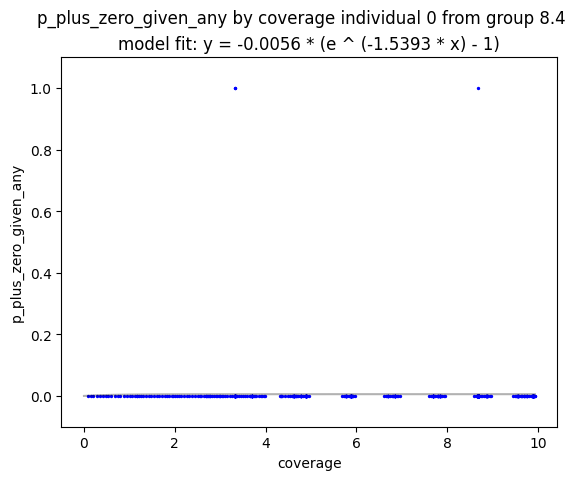 p_plus_zero_given_any by coverage individual 0 from group 8.4
model fit: y = -0.0056 * (e ^ (-1.5393 * x) - 1)
p_plus_zero_given_any
1.0
0.8
0.6
0.4
0.2
0.0
0 2 4 6 8 10
coverage